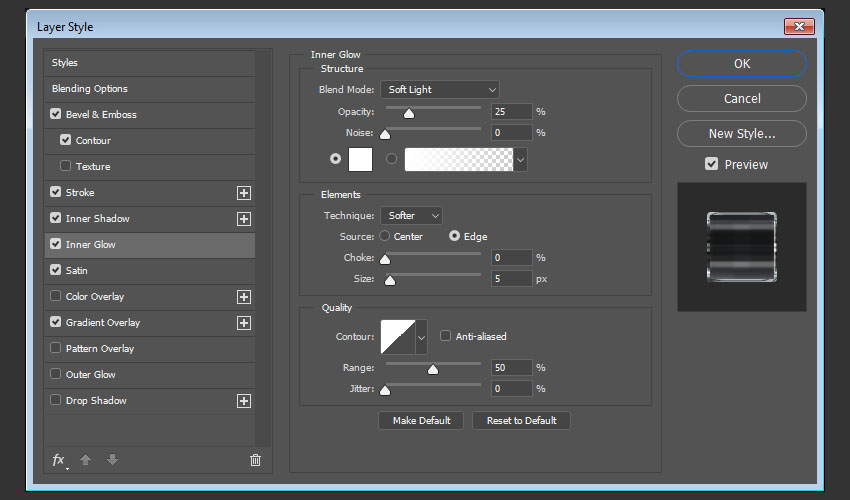 Layer Style
Styles
Blending Options
Bevel & Emboss
Contour
Texture
Stroke
Inner Shadow
Inner Glow
Satin
Color Overlay
Gradient Overlay
Pattern Overlay
Outer Glow
Drop Shadow
fx
Inner Glow
Structure
Blend Mode: Soft Light
Opacity: 25 %
Noise: 0 %
Elements
Technique: Softer
Source: Center Edge
Choke: 0 %
Size: 5 px
Quality
Contour: Anti-aliased
Range: 50 %
Jitter: 0 %
Make Default Reset to Default
OK
Cancel
New Style...
Preview